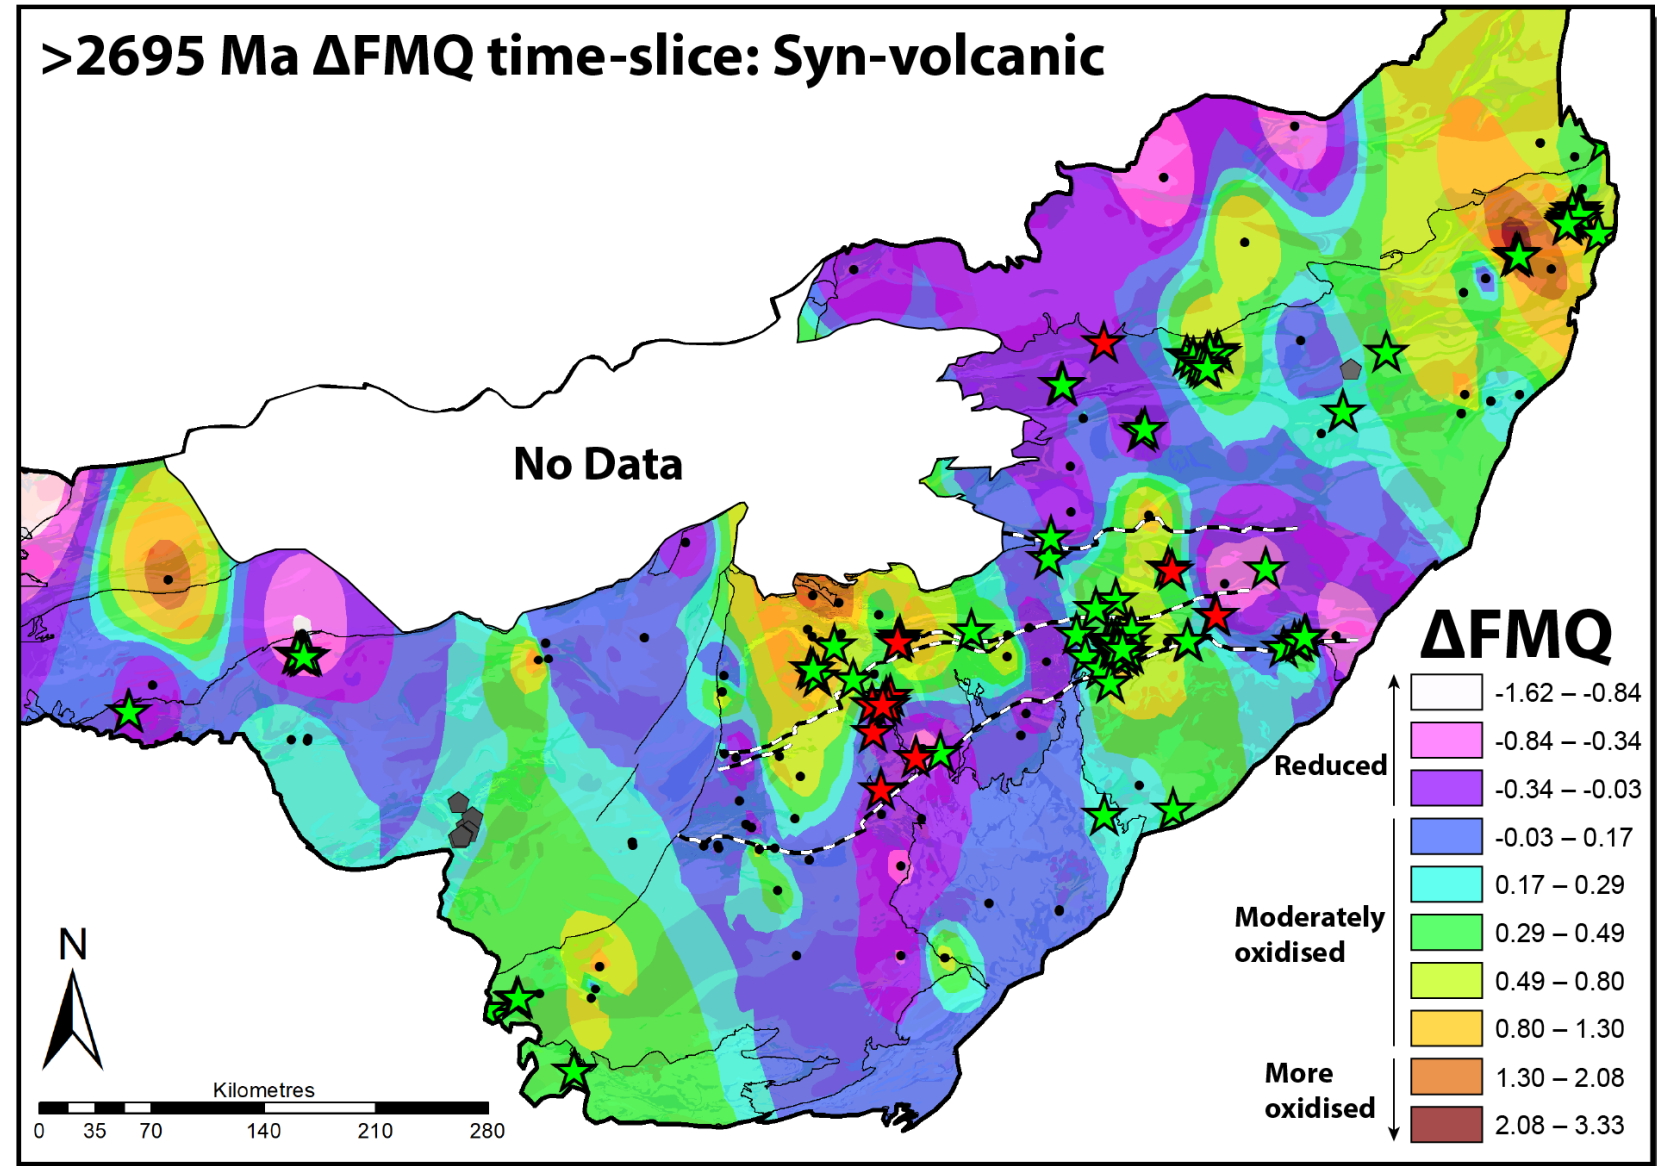 >2695 Ma ΔFMQ time-slice: Syn-volcanic
No Data
ΔFMQ
-1.62 – -0.84
-0.84 – -0.34
Reduced
-0.34 – -0.03
-0.03 – 0.17
0.17 – 0.29
Moderately
oxidised
0.29 – 0.49
0.49 – 0.80
0.80 – 1.30
More
oxidised
1.30 – 2.08
2.08 – 3.33
N
Kilometres
0 35 70 140 210 280